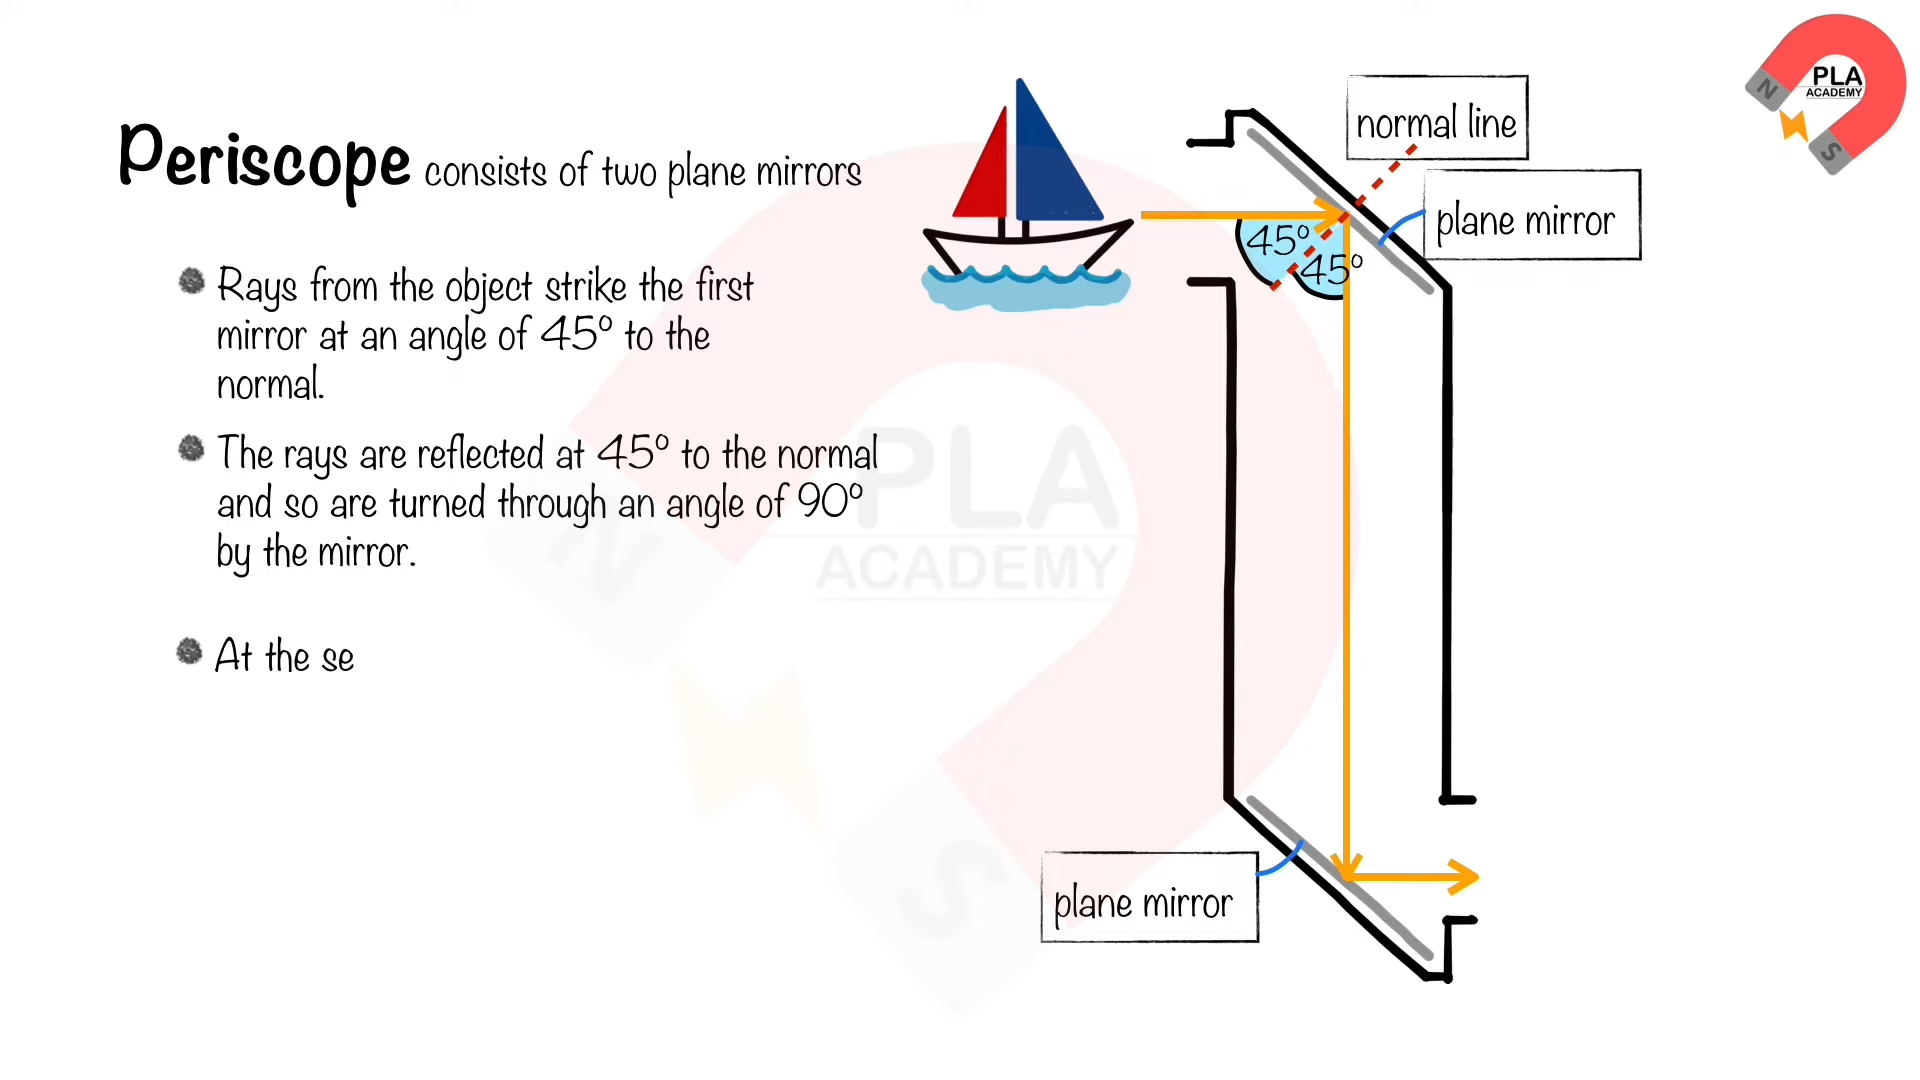 PLA
ACADEMY
N
S
normal line
Periscope consists of two plane mirrors
plane mirror
45°
45°
Rays from the object strike the first
mirror at an angle of 45° to the
normal.
The rays are reflected at 45° to the normal
and so are turned through an angle of 90°
by the mirror.
PLA
ACADEMY
N
S
At the se
plane mirror